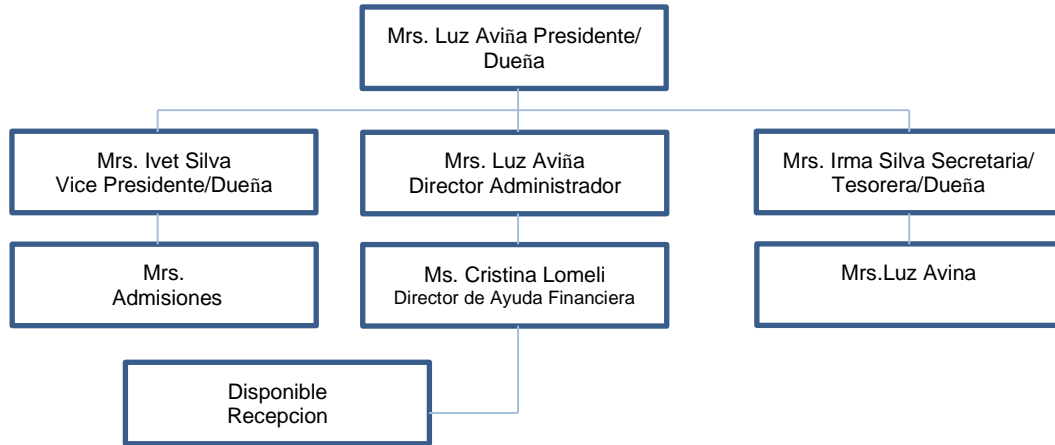 Mrs. Luz Aviña Presidente/
Dueña
Mrs. Ivet Silva
Vice Presidente/Dueña
Mrs. Luz Aviña
Director Administrador
Mrs. Irma Silva Secretaria/
Tesorera/Dueña
Mrs.
Admisiones
Ms. Cristina Lomeli
Director de Ayuda Financiera
Mrs.Luz Avina
Disponible
Recepcion